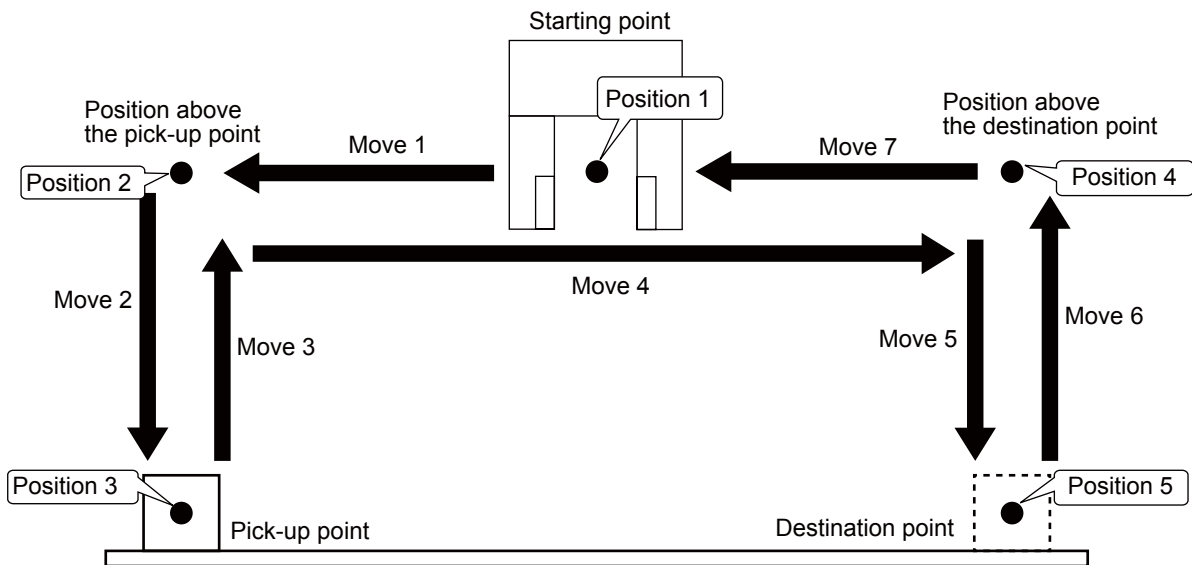 Starting point
Position 1
Position above
the pick-up point
Position above
the destination point
Move 1
Move 7
Position 2
Position 4
Move 4
Move 2
Move 6
Move 3
Move 5
Position 3
Position 5
Pick-up point
Destination point